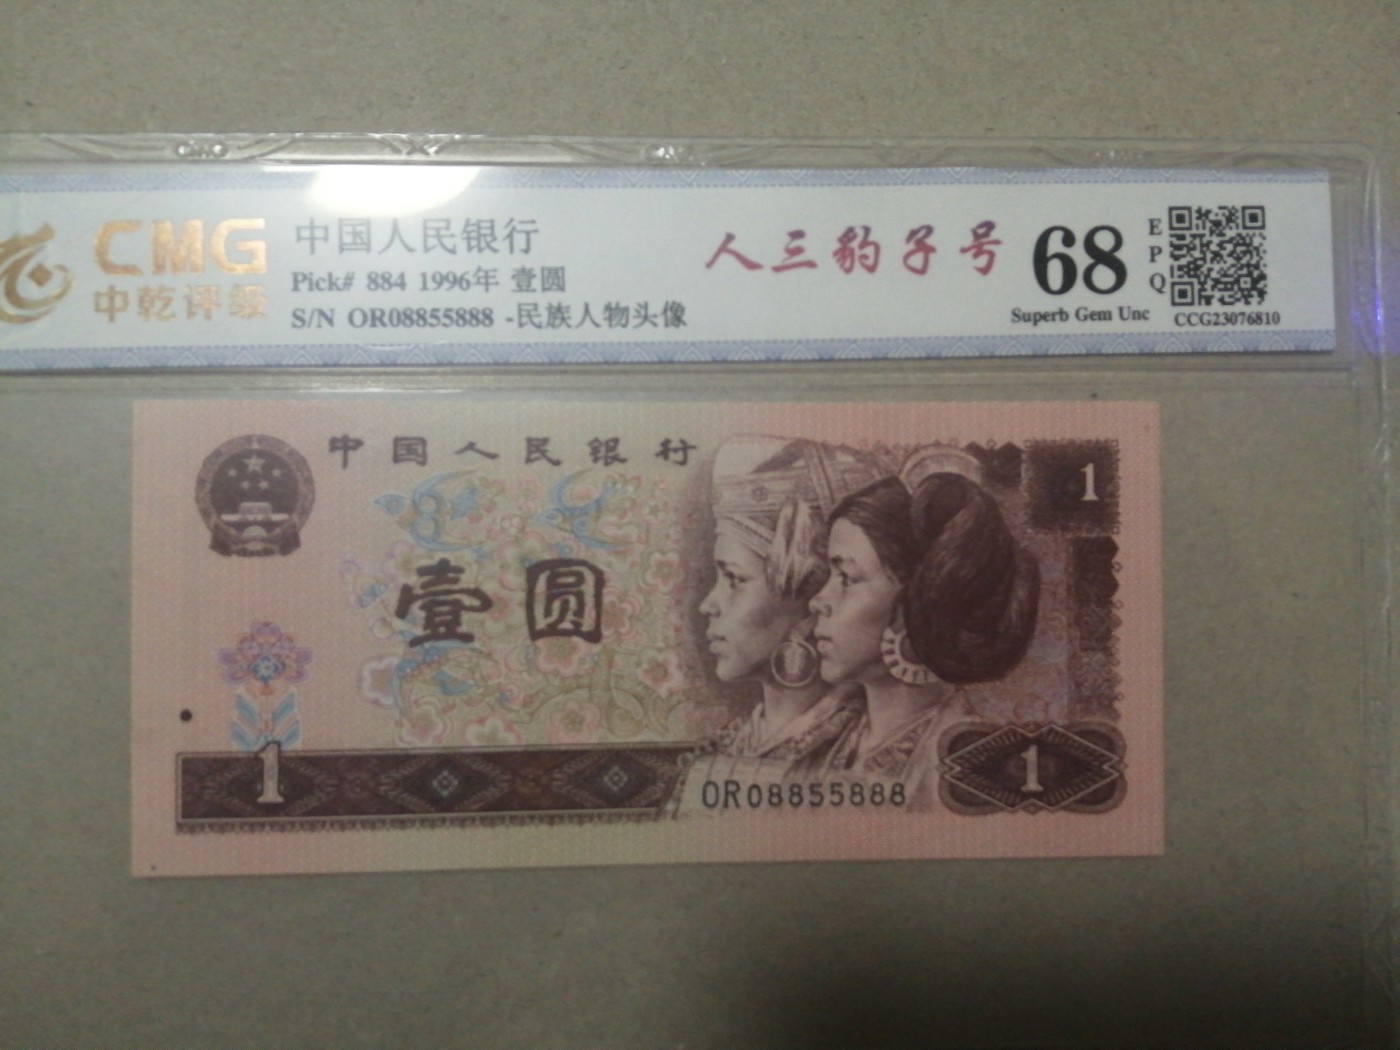 CMG
中乾评级
中国人民银行
Pick# 884 1996年 壹圆
S/N OR08855888 -民族人物头像
人三豹子号
68
EPQ
Superb Gem Unc
CCG23076810
中国人民银行
1
壹圆
1
1
OR08855888